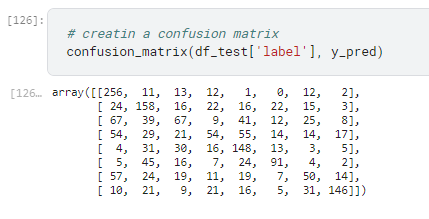 [126]:
# creatin a confusion matrix
confusion_matrix(df_test['label'], y_pred)
[126… array([[256, 11, 13, 12, 1, 0, 12, 2],
[ 24, 158, 16, 22, 16, 22, 15, 3],
[ 67, 39, 67, 9, 41, 12, 25, 8],
[ 54, 29, 21, 54, 55, 14, 14, 17],
[ 4, 31, 30, 16, 148, 13, 3, 5],
[ 5, 45, 16, 7, 24, 91, 4, 2],
[ 57, 24, 19, 11, 19, 7, 50, 14],
[ 10, 21, 9, 21, 16, 5, 31, 146]])